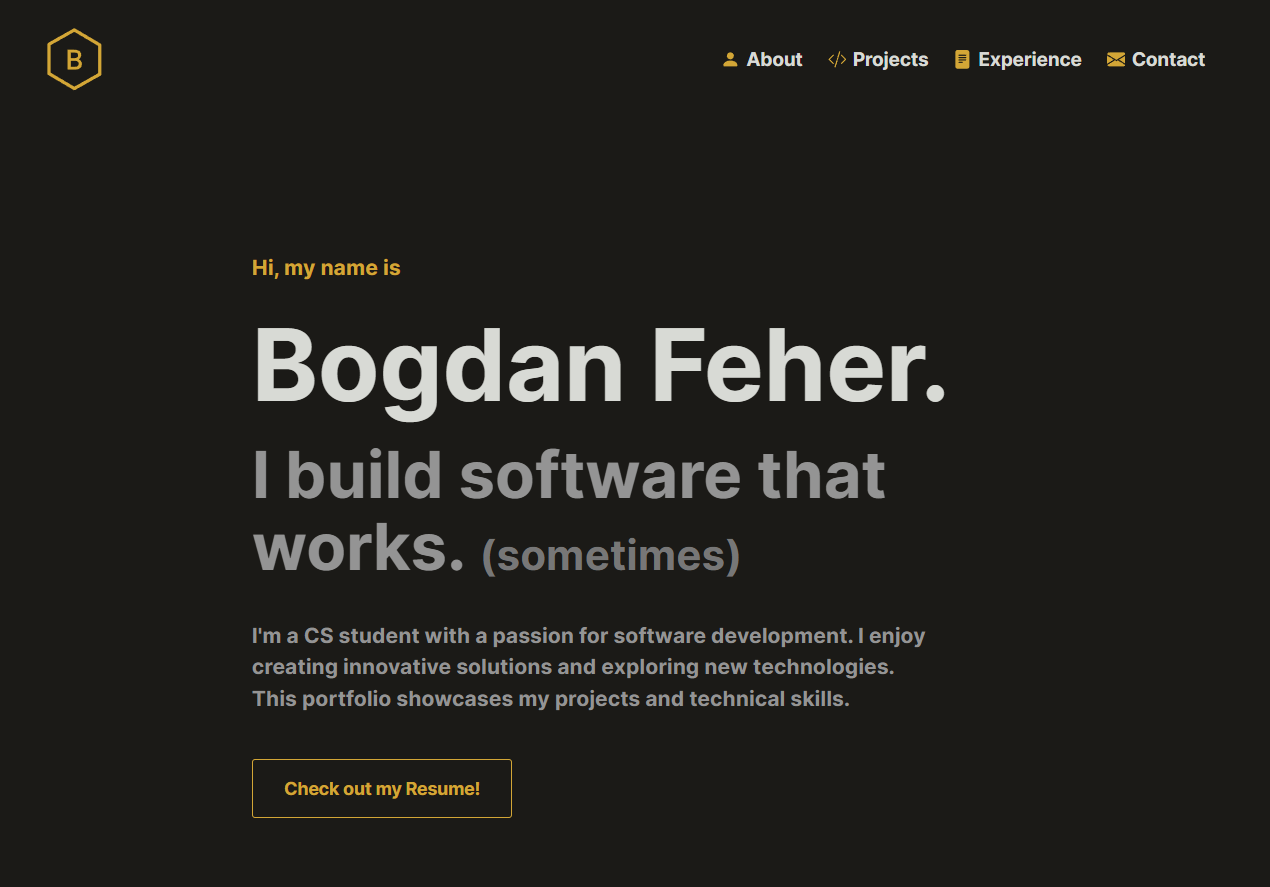 B
About Projects Experience Contact
Hi, my name is
Bogdan Feher.
I build software that
works. (sometimes)
I'm a CS student with a passion for software development. I enjoy
creating innovative solutions and exploring new technologies.
This portfolio showcases my projects and technical skills.
Check out my Resume!